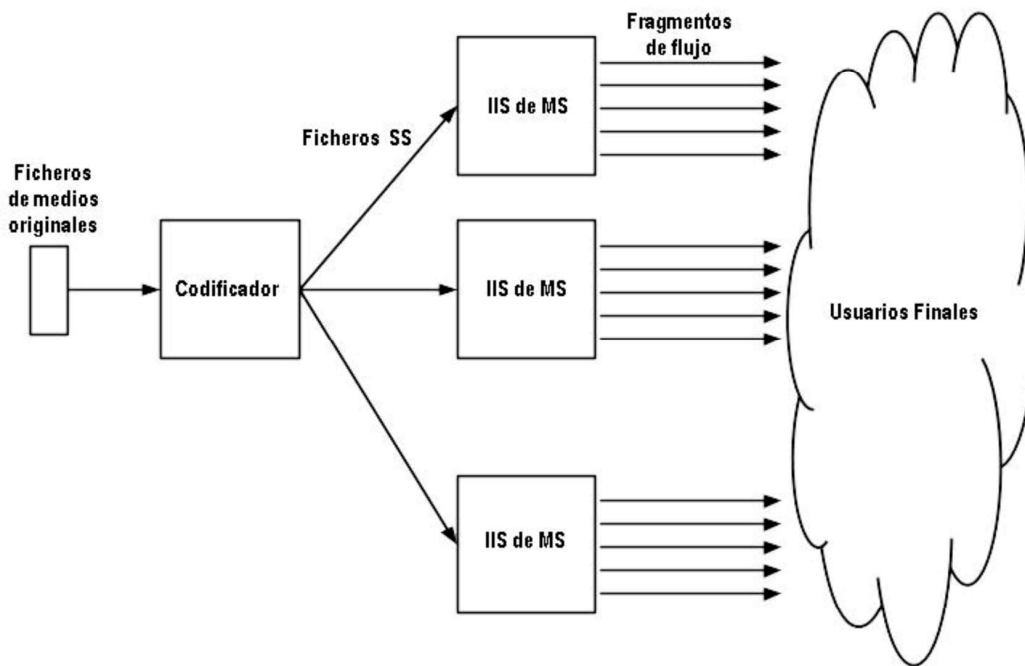 Ficheros
de medios
originales
Codificador
Ficheros SS
IIS de MS
Fragmentos
de flujo
IIS de MS
IIS de MS
Usuarios Finales